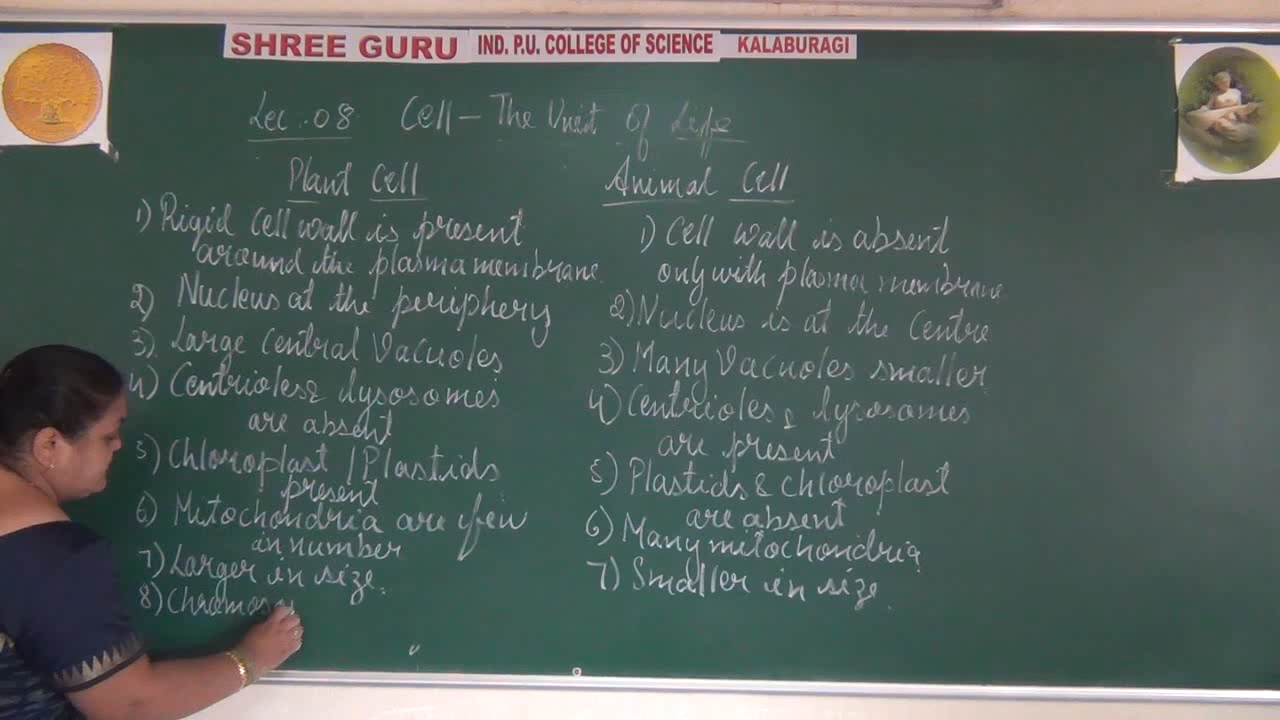 SHREE GURU IND. P.U. COLLEGE OF SCIENCE KALABURAGI
Lec. 08 Cell – The Unit of Life
Plant Cell
1) Rigid cell wall is present
around the plasma membrane
2) Nucleus at the periphery
3) Large Central Vacuoles
4) Centrioles & lysosomes
are absent
5) Chloroplast / Plastids
present
6) Mitochondria are few
in number
7) Larger in size.
8) Chromoso
Animal Cell
1) Cell wall is absent
only with plasma membrane
2) Nucleus is at the Centre
3) Many Vacuoles smaller
4) Centrioles & lysosomes
are present
5) Plastids & chloroplast
are absent
6) Many mitochondria
7) Smaller in size.